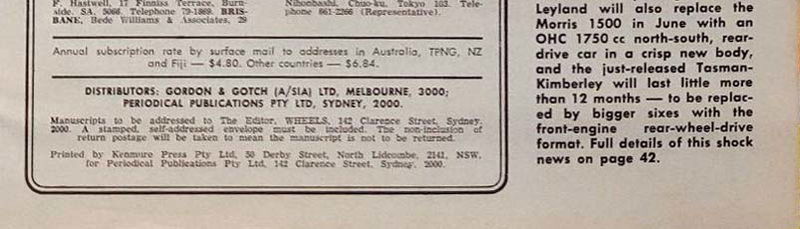 F. Hastwell, 17 Finniss Terrace, Burn-
side, SA, 5066. Telephone 79-1869. BRIS-
BANE, Bede Williams & Associates, 29
Nihonbashi, Chuo-ku, Tokyo 103. Tele-
phone 661-2266 (Representative).
Annual subscription rate by surface mail to addresses in Australia, TPNG, NZ
and Fiji — $4.80. Other countries — $6.84.
DISTRIBUTORS: GORDON & GOTCH (A/SIA) LTD, MELBOURNE, 3000;
PERIODICAL PUBLICATIONS PTY LTD, SYDNEY, 2000.
Manuscripts to be addressed to The Editor, WHEELS, 142 Clarence Street, Sydney,
2000. A stamped, self-addressed envelope must be included. The non-inclusion of
return postage will be taken to mean the manuscript is not to be returned.
Printed by Kenmure Press Pty Ltd, 50 Derby Street, North Lidcombe, 2141, NSW,
for Periodical Publications Pty Ltd, 142 Clarence Street, Sydney, 2000.
Leyland will also replace the
Morris 1500 in June with an
OHC 1750 cc north-south, rear-
drive car in a crisp new body,
and the just-released Tasman-
Kimberley will last little more
than 12 months — to be replac-
ed by bigger sixes with the
front-engine rear-wheel-drive
format. Full details of this shock
news on page 42.